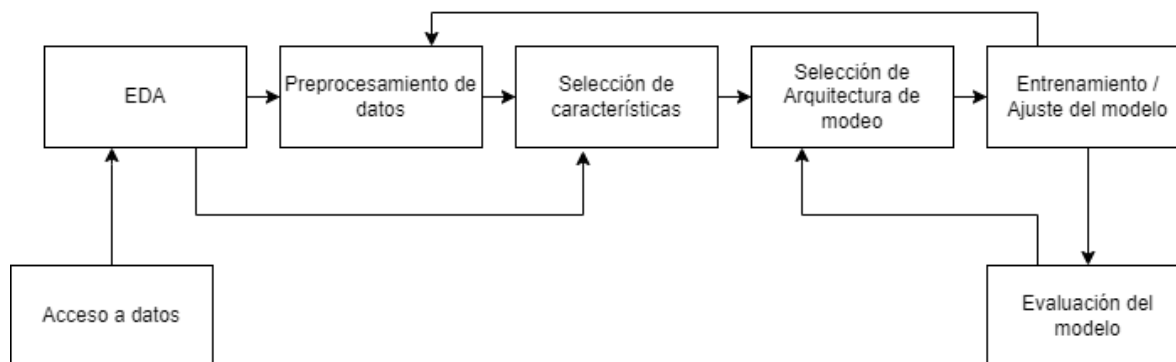 EDA
Preprocesamiento de
datos
Selección de
característificas
Selección de
Arquitectura de
modeo
Entrenamiento /
Ajuste del modelo
Acceso a datos
Evaluación del
modelo